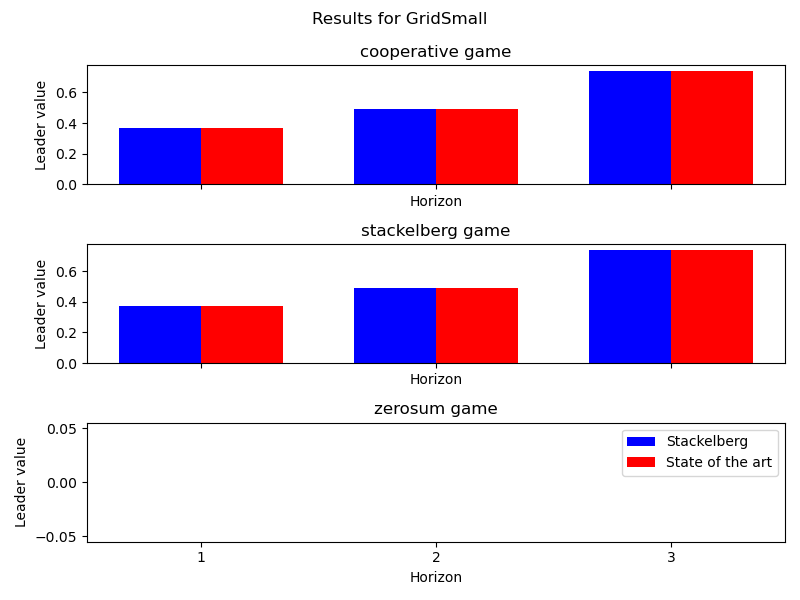 Results for GridSmall
cooperative game
Leader value
0.6
0.4
0.2
0.0
Horizon
stackelberg game
Leader value
0.6
0.4
0.2
0.0
Horizon
zerosum game
Leader value
0.05
0.00
−0.05
Stackelberg
State of the art
1 2 3
Horizon